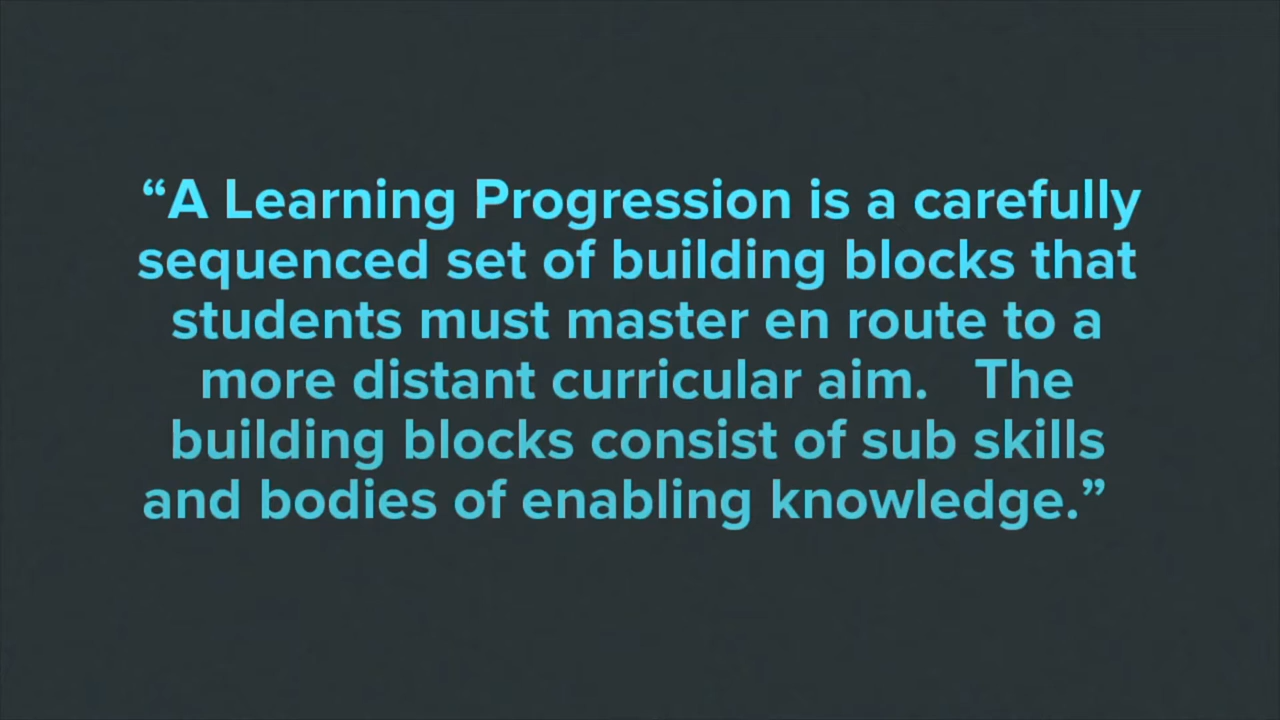 “A Learning Progression is a carefully
sequenced set of building blocks that
students must master en route to a
more distant curricular aim.   The
building blocks consist of sub skills
and bodies of enabling knowledge.”